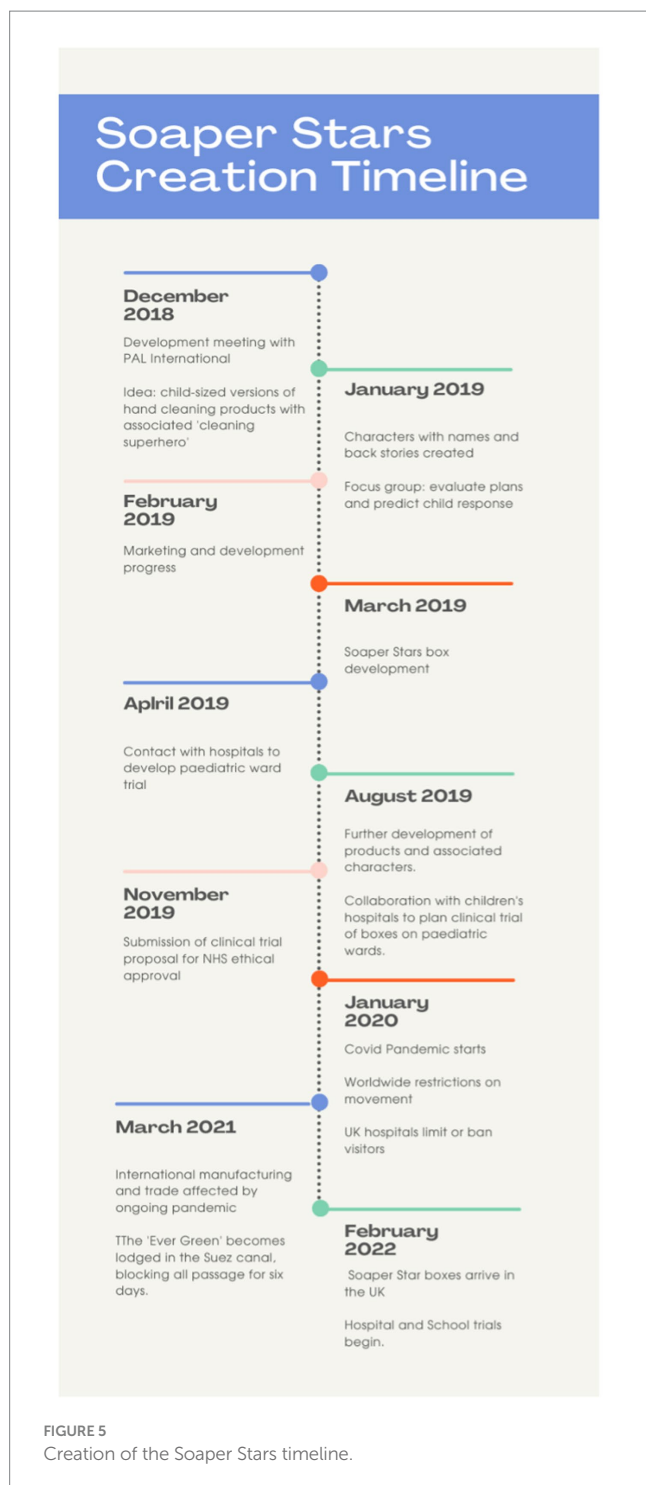 Soaper Stars
Creation Timeline
December
2018
Development meeting with
PAL International
Idea: child-sized versions of
hand cleaning products with
associated 'cleaning
superhero'
January 2019
Characters with names and
back stories created
Focus group: evaluate plans
and predict child response
February
2019
Marketing and development
progress
March 2019
Soaper Stars box
development
Aplril 2019
Contact with hospitals to
develop paediatric ward
trial
August 2019
Further development of
products and associated
characters.
Collaboration with children's
hospitals to plan clinical trial
of boxes on paediatric
wards.
November
2019
Submission of clinical trial
proposal for NHS ethical
approval
January
2020
Covid Pandemic starts
Worldwide restrictions on
movement
UK hospitals limit or ban
visitors
March 2021
International manufacturing
and trade affected by
ongoing pandemic
TThe 'Ever Green' becomes
lodged in the Suez canal,
blocking all passage for six
days.
February
2022
Soaper Star boxes arrive in
the UK
Hospital and School trials
begin.
FIGURE 5
Creation of the Soaper Stars timeline.